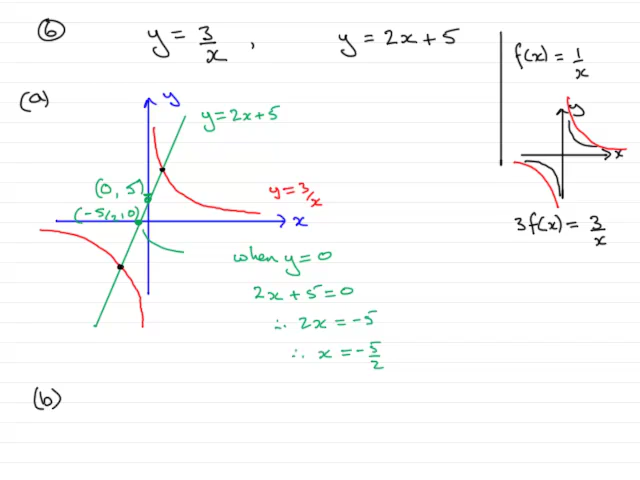 ⑥ y = 3/x , y = 2x + 5
f(x) = 1/x
(a)
y
y = 2x + 5
y
x
(0, 5)
(-5/2, 0)
y = 3/x
x
3f(x) = 3/x
when y = 0
2x + 5 = 0
∴ 2x = -5
∴ x = -5/2
(b)